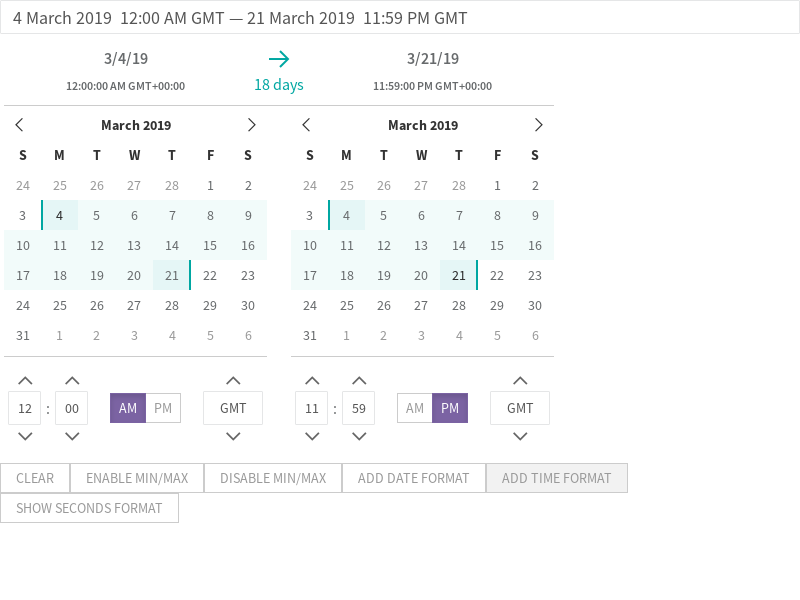 4 March 2019  12:00 AM GMT — 21 March 2019  11:59 PM GMT
3/4/19 3/21/19
12:00:00 AM GMT+00:00 18 days 11:59:00 PM GMT+00:00
March 2019 March 2019
S M T W T F S S M T W T F S
24 25 26 27 28 1 2 24 25 26 27 28 1 2
3 4 5 6 7 8 9 3 4 5 6 7 8 9
10 11 12 13 14 15 16 10 11 12 13 14 15 16
17 18 19 20 21 22 23 17 18 19 20 21 22 23
24 25 26 27 28 29 30 24 25 26 27 28 29 30
31 1 2 3 4 5 6 31 1 2 3 4 5 6
12 : 00 AM PM GMT 11 : 59 AM PM GMT
CLEAR ENABLE MIN/MAX DISABLE MIN/MAX ADD DATE FORMAT ADD TIME FORMAT
SHOW SECONDS FORMAT